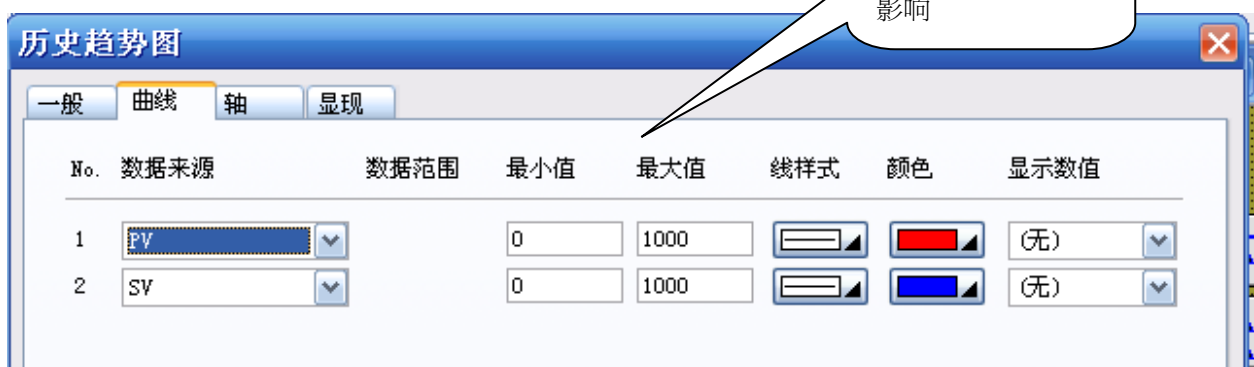 影响
历史趋势图
一般 曲线 轴 显现
No. 数据来源 数据范围 最小值 最大值 线样式 颜色 显示数值
1 PV 0 1000 (无)
2 SV 0 1000 (无)